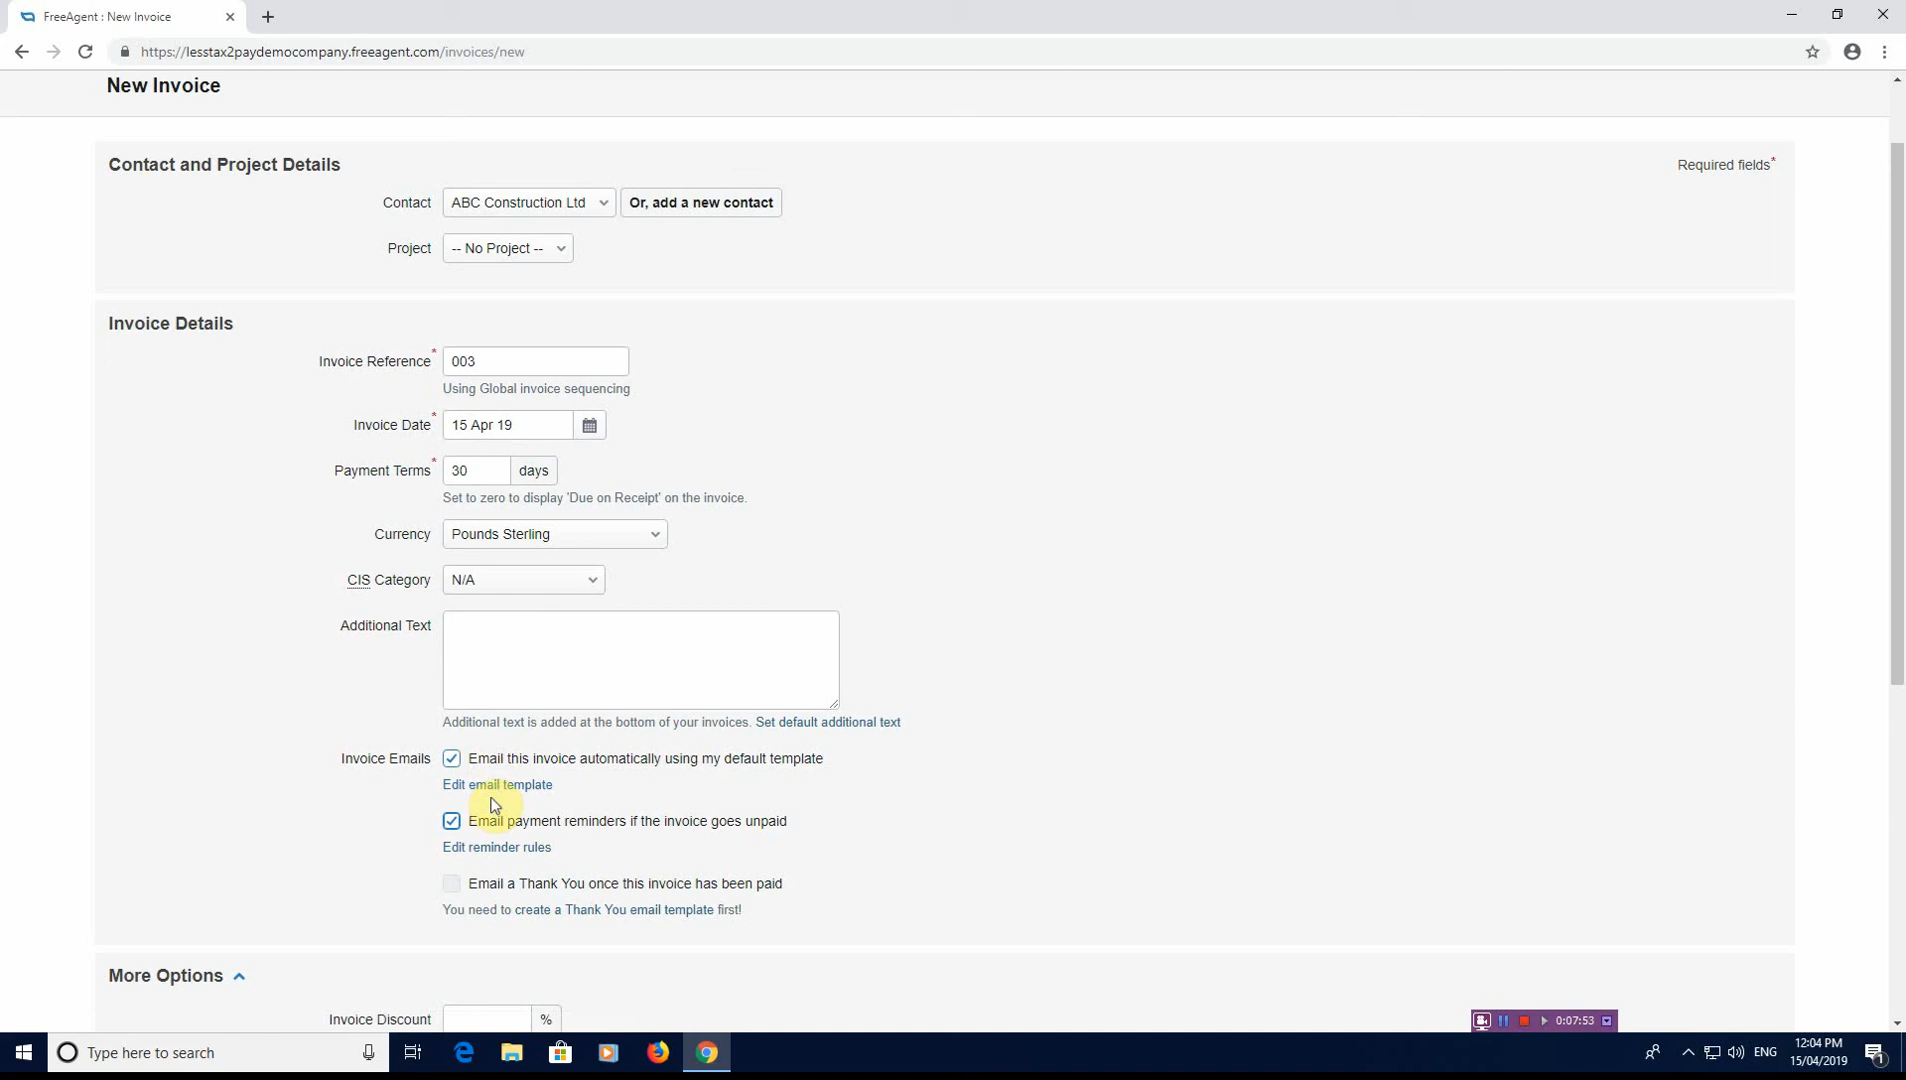 FreeAgent : New Invoice
https://lesstax2paydemocompany.freeagent.com/invoices/new
New Invoice
Contact and Project Details
Required fields*
Contact
ABC Construction Ltd
Or, add a new contact
Project
-- No Project --
Invoice Details
Invoice Reference*
003
Using Global invoice sequencing
Invoice Date*
15 Apr 19
Payment Terms*
30
days
Set to zero to display 'Due on Receipt' on the invoice.
Currency
Pounds Sterling
CIS Category
N/A
Additional Text
Additional text is added at the bottom of your invoices. Set default additional text
Invoice Emails
Email this invoice automatically using my default template
Edit email template
Email payment reminders if the invoice goes unpaid
Edit reminder rules
Email a Thank You once this invoice has been paid
You need to create a Thank You email template first!
More Options
Invoice Discount
%
0:07:53
Type here to search
ENG
12:04 PM
15/04/2019
1